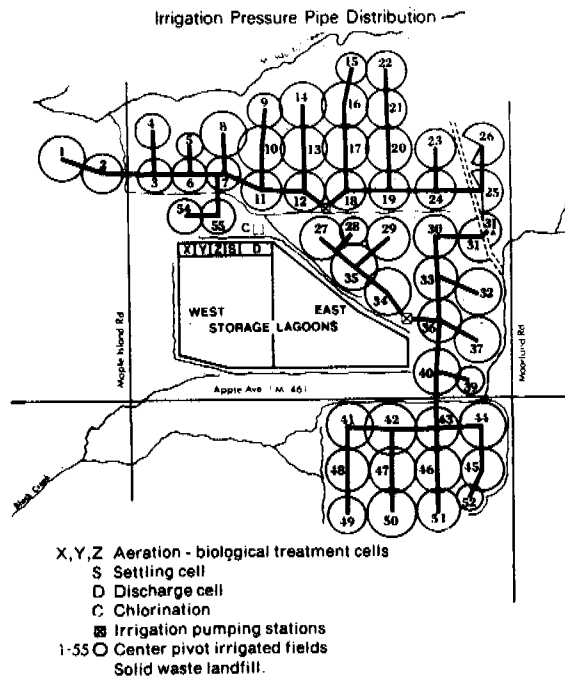 Irrigation Pressure Pipe Distribution
15 22
14 16
9 21
4 8 26
5 10 13 17 20 23
1
2 3 6 7 11 12 18 19 24 25
54 55 31
C 27 28 29 30 31
X Y Z S D
35 33
34 32
WEST EAST
STORAGE LAGOONS
36
37
Maple Island Rd
Moorland Rd
40 39
Apple Ave (M 46)
41 42 43 44
48 47 46 45
52
49 50 51
Black Creek
X,Y,Z Aeration - biological treatment cells
S Settling cell
D Discharge cell
C Chlorination
Irrigation pumping stations
1-55 Center pivot irrigated fields
Solid waste landfill.